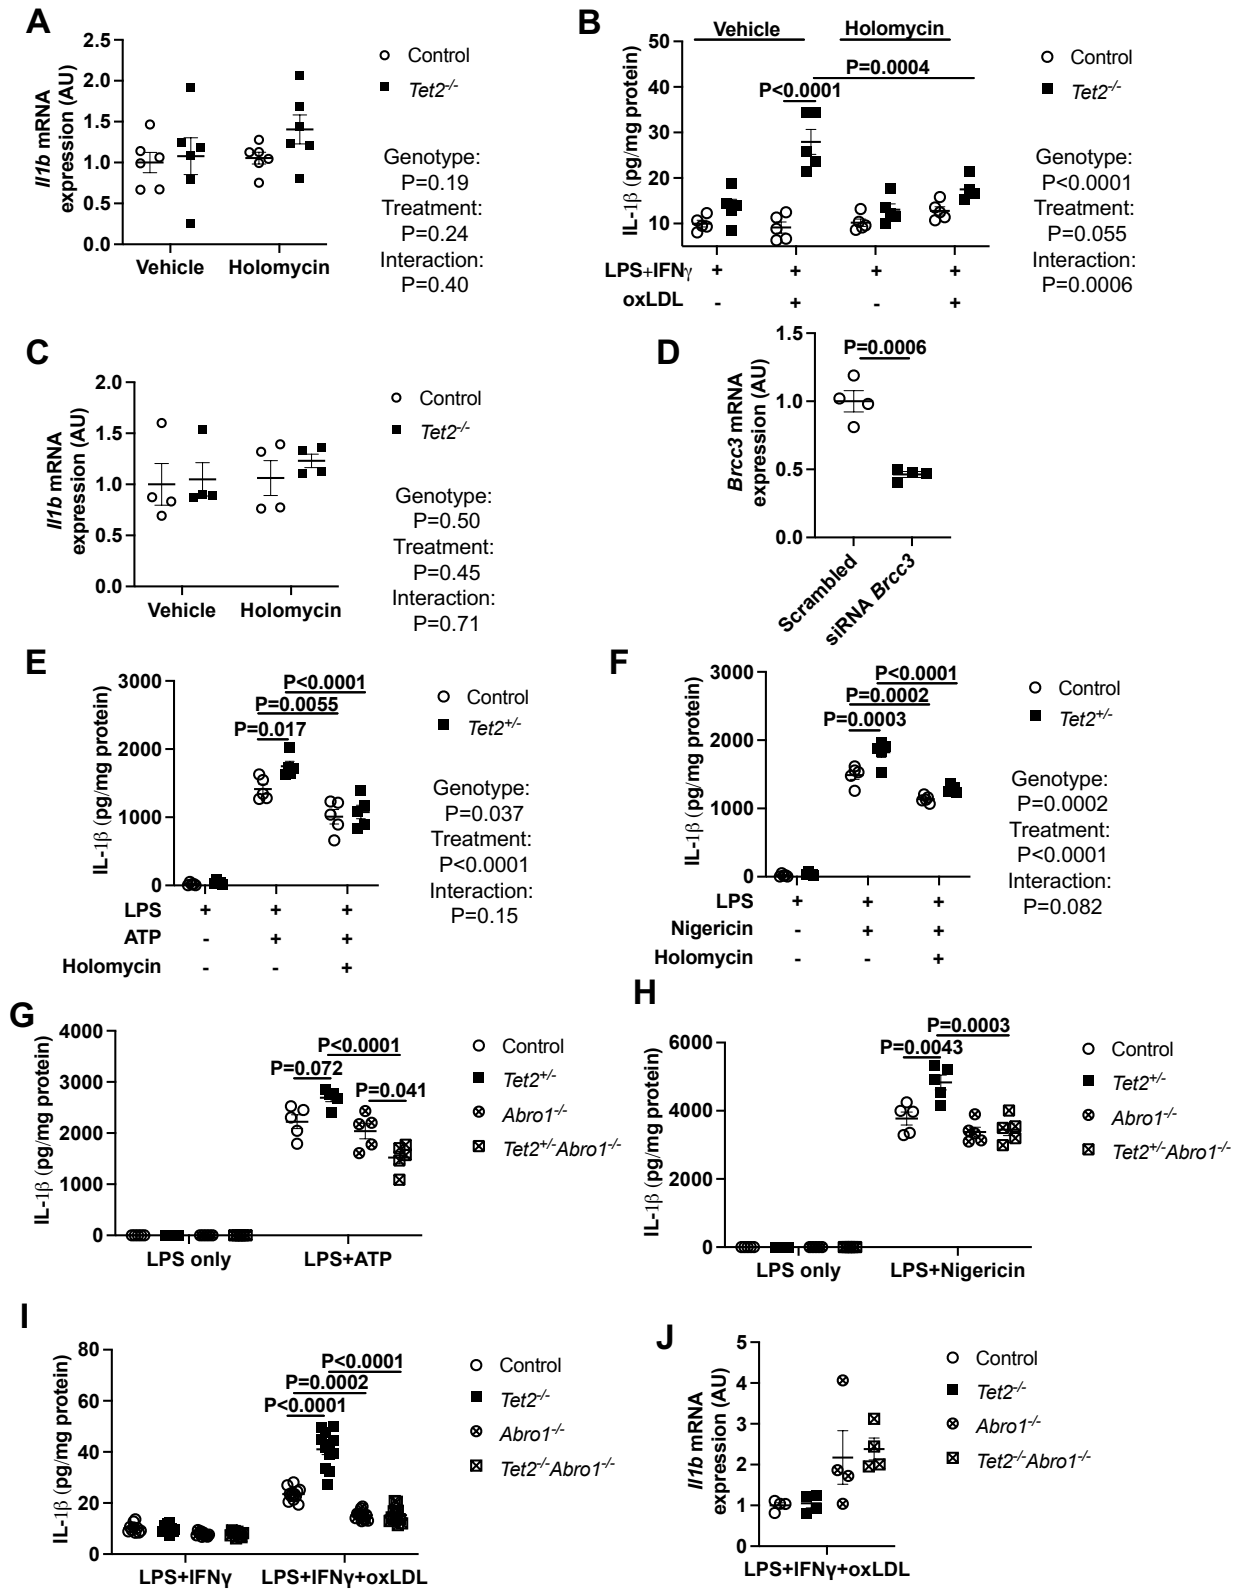 A
2.5
2.0
1.5
1.0
0.5
0.0
Il1b mRNA
expression (AU)
Vehicle
Holomycin
Control
Tet2-/-
Genotype:
P=0.19
Treatment:
P=0.24
Interaction:
P=0.40
B
Vehicle
Holomycin
P=0.0004
P<0.0001
50
40
30
20
10
IL-1β (pg/mg protein)
LPS+IFNγ + + + +
oxLDL - + - +
Control
Tet2-/-
Genotype:
P<0.0001
Treatment:
P=0.055
Interaction:
P=0.0006
C
2.0
1.5
1.0
0.5
0.0
Il1b mRNA
expression (AU)
Vehicle
Holomycin
Control
Tet2-/-
Genotype:
P=0.50
Treatment:
P=0.45
Interaction:
P=0.71
D
1.5
1.0
0.5
0.0
Brcc3 mRNA
expression (AU)
P=0.0006
Scrambled
siRNA Brcc3
E
3000
2000
1000
0
IL-1β (pg/mg protein)
P<0.0001
P=0.0055
P=0.017
LPS + + +
ATP - + +
Holomycin - - +
Control
Tet2+/-
Genotype:
P=0.037
Treatment:
P<0.0001
Interaction:
P=0.15
F
3000
2000
1000
0
IL-1β (pg/mg protein)
P<0.0001
P=0.0002
P=0.0003
LPS + + +
Nigericin - + +
Holomycin - - +
Control
Tet2+/-
Genotype:
P=0.0002
Treatment:
P<0.0001
Interaction:
P=0.082
G
4000
3000
2000
1000
0
IL-1β (pg/mg protein)
P<0.0001
P=0.072
P=0.041
LPS only
LPS+ATP
Control
Tet2+/-
Abro1-/-
Tet2+/-Abro1-/-
H
6000
4000
2000
0
IL-1β (pg/mg protein)
P=0.0003
P=0.0043
LPS only
LPS+Nigericin
Control
Tet2+/-
Abro1-/-
Tet2+/-Abro1-/-
I
80
60
40
20
0
IL-1β (pg/mg protein)
P<0.0001
P=0.0002
P<0.0001
LPS+IFNγ
LPS+IFNγ+oxLDL
Control
Tet2-/-
Abro1-/-
Tet2-/-Abro1-/-
J
5
4
3
2
1
0
Il1b mRNA
expression (AU)
LPS+IFNγ+oxLDL
Control
Tet2-/-
Abro1-/-
Tet2-/-Abro1-/-